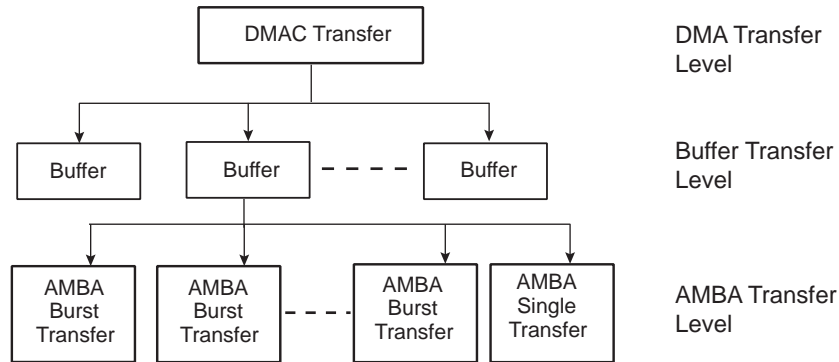 DMAC Transfer
DMA Transfer
Level
Buffer
Buffer
Buffer
Buffer Transfer
Level
AMBA
Burst
Transfer
AMBA
Burst
Transfer
AMBA
Burst
Transfer
AMBA
Single
Transfer
AMBA Transfer
Level